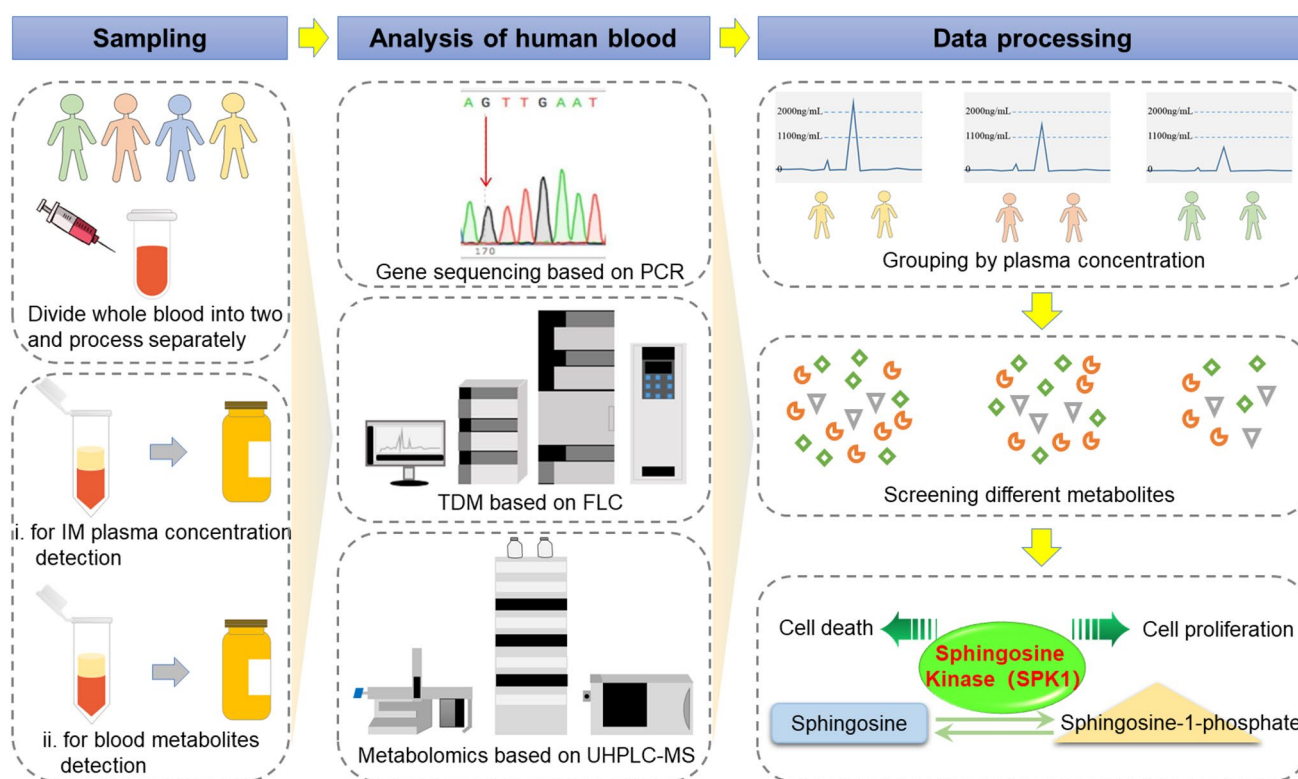 Sampling
Analysis of human blood
Data processing
Divide whole blood into two
and process separately
i. for IM plasma concentration
detection
ii. for blood metabolites
detection
A G T T G A A T
170
Gene sequencing based on PCR
TDM based on FLC
Metabolomics based on UHPLC-MS
2000ng/mL
1100ng/mL
0
2000ng/mL
1100ng/mL
0
2000ng/mL
1100ng/mL
0
Grouping by plasma concentration
Screening different metabolites
Cell death
Cell proliferation
Sphingosine
Kinase (SPK1)
Sphingosine
Sphingosine-1-phosphate